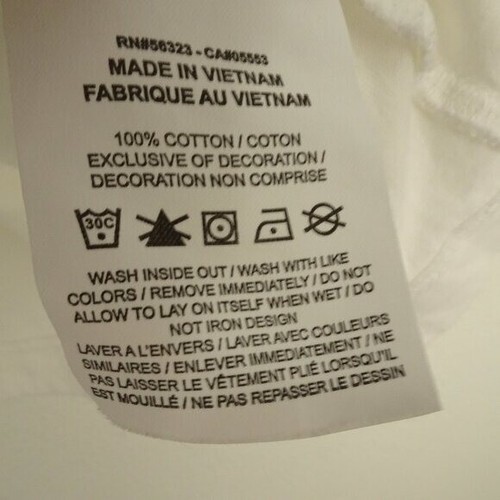 RN#56323 - CA#05553
MADE IN VIETNAM
FABRIQUE AU VIETNAM
100% COTTON / COTON
EXCLUSIVE OF DECORATION /
DECORATION NON COMPRISE
30C
WASH INSIDE OUT / WASH WITH LIKE
COLORS / REMOVE IMMEDIATELY / DO NOT
ALLOW TO LAY ON ITSELF WHEN WET / DO
NOT IRON DESIGN
LAVER A L'ENVERS / LAVER AVEC COULEURS
SIMILAIRES / ENLEVER IMMEDIATEMENT / NE
PAS LAISSER LE VÊTEMENT PLIÉ LORSQU'IL
EST MOUILLÉ / NE PAS REPASSER LE DESSIN